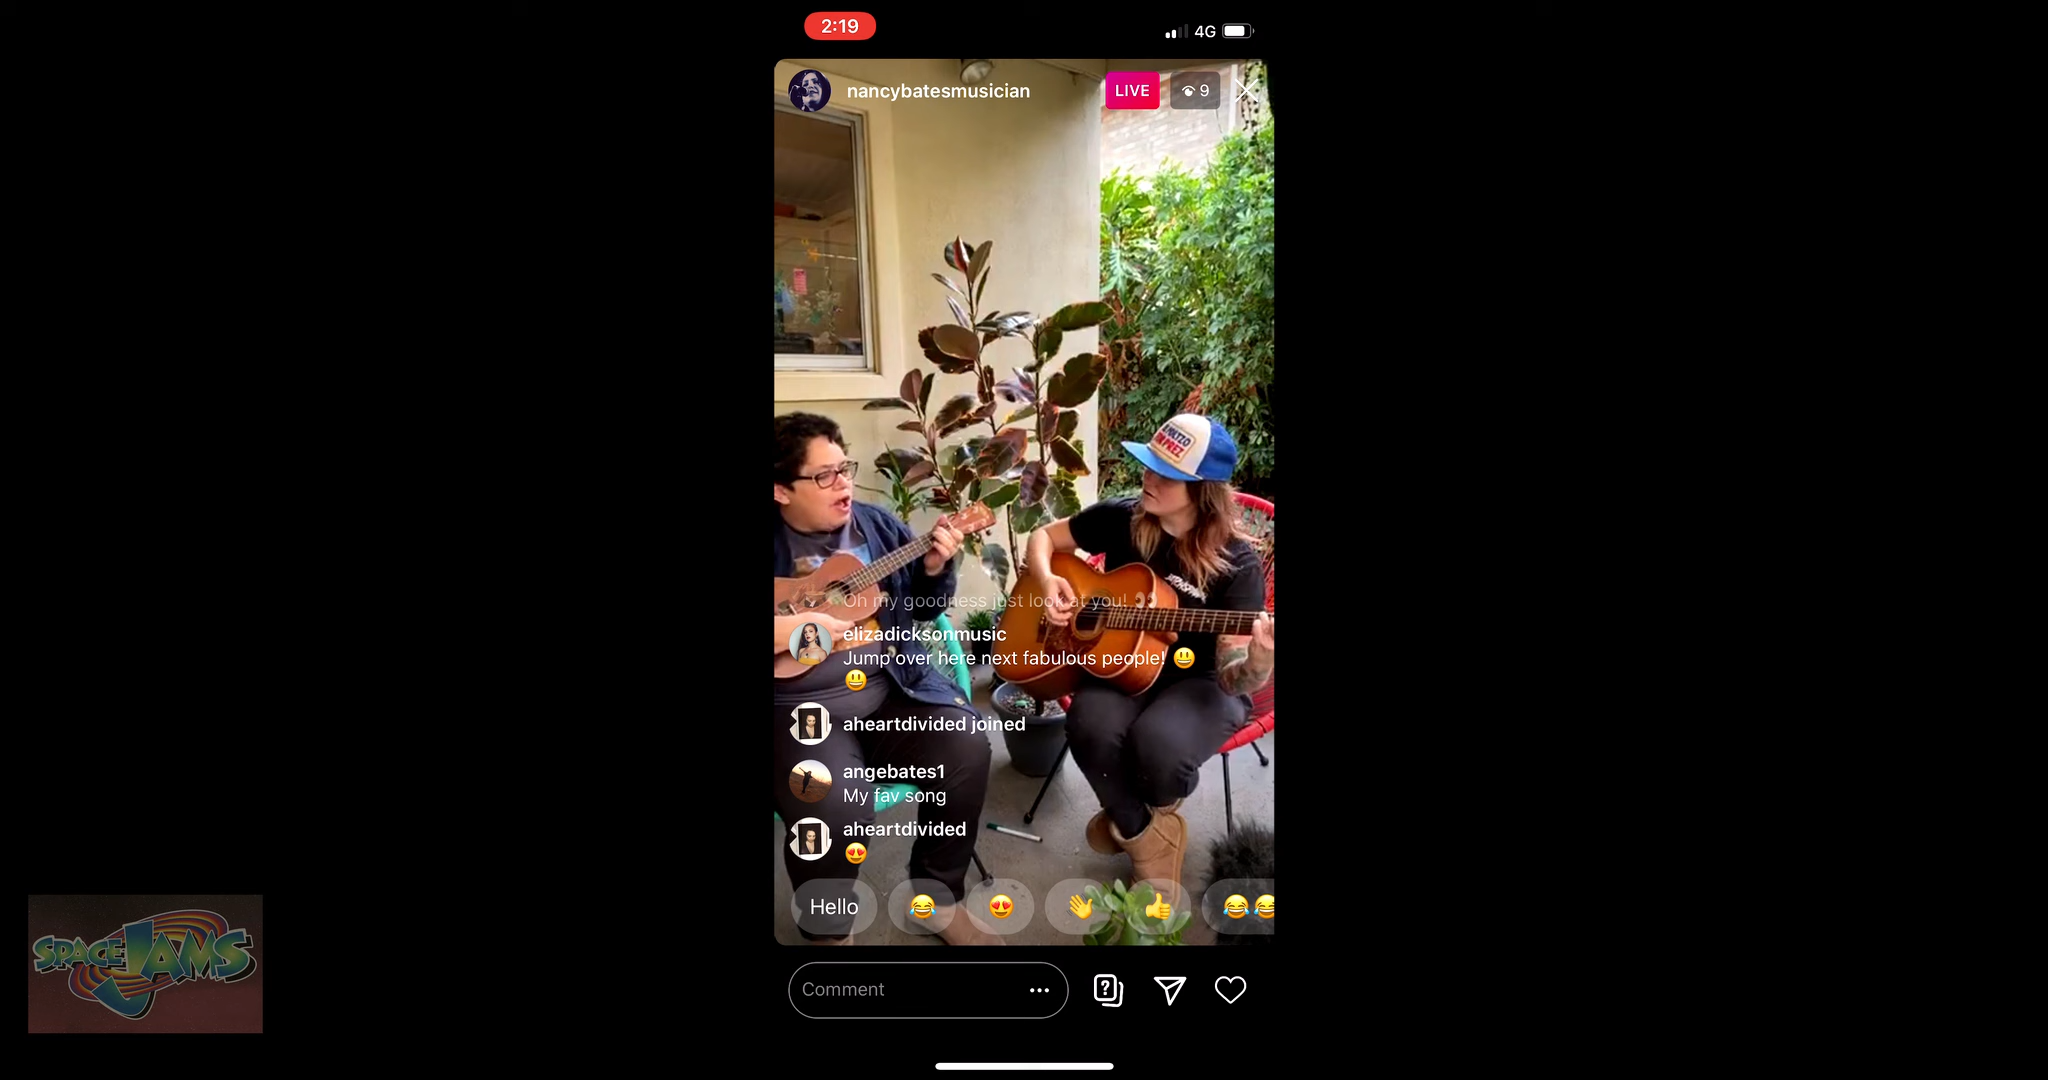 2:19
4G
nancybatesmusician
LIVE
9
Oh my goodness just look at you! 👀
elizadicksonmusic
Jump over here next fabulous people! 😃
😃
aheartdivided joined
angebates1
My fav song
aheartdivided
😍
Hello 😂 😍 👋 👍 😂😂
Comment
SPACE JAMS